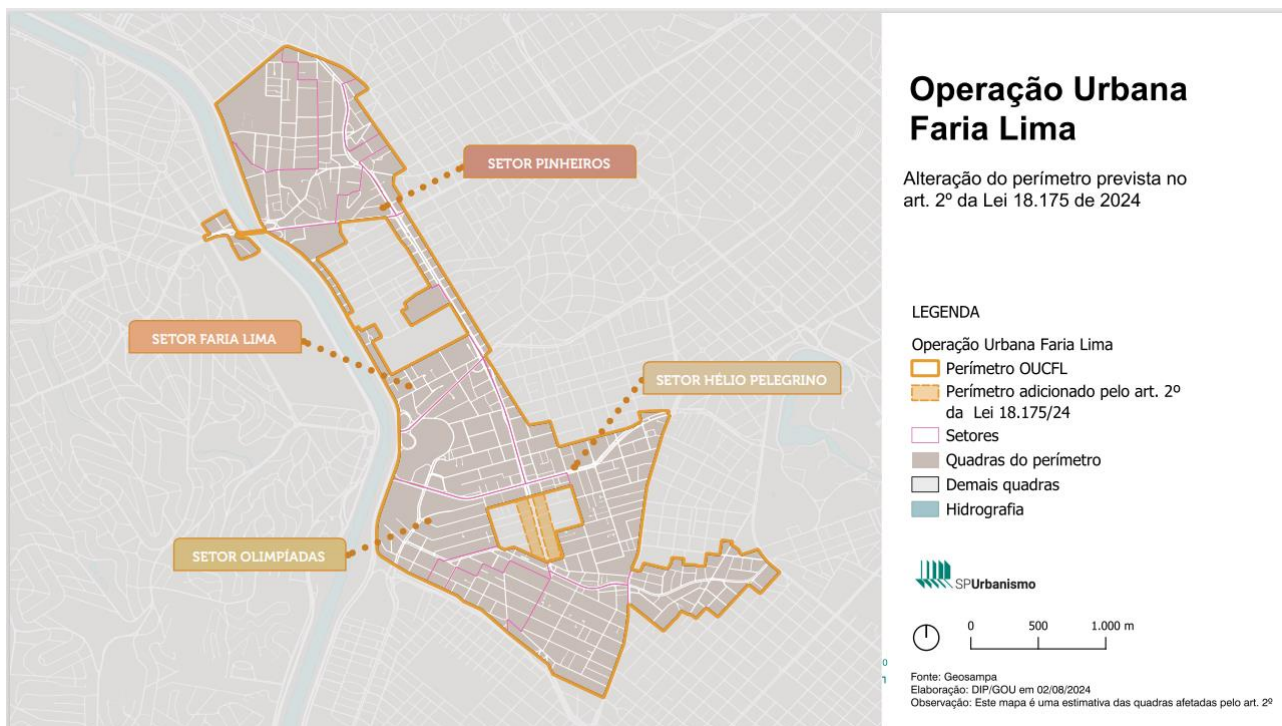 SETOR PINHEIROS
SETOR FARIA LIMA
SETOR HÉLIO PELEGRINO
SETOR OLIMPÍADAS
Operação Urbana
Faria Lima
Alteração do perímetro prevista no
art. 2º da Lei 18.175 de 2024
LEGENDA
Operação Urbana Faria Lima
Perímetro OUCFL
Perímetro adicionado pelo art. 2º
da Lei 18.175/24
Setores
Quadras do perímetro
Demais quadras
Hidrografia
SPUrbanismo
0 500 1.000 m
Fonte: Geosampa
Elaboração: DIP/GOU em 02/08/2024
Observação: Este mapa é uma estimativa das quadras afetadas pelo art. 2º